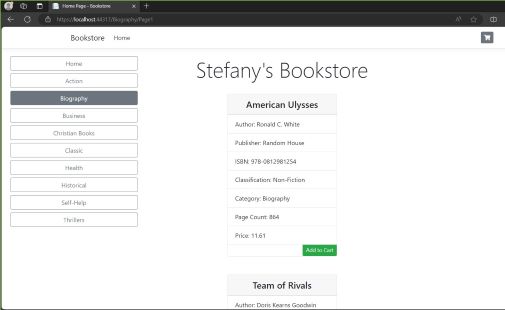 Home Page - Bookstore
https://localhost:44317/Biography/Page1
Bookstore Home
Home
Action
Biography
Business
Christian Books
Classic
Health
Historical
Self-Help
Thrillers
Stefany's Bookstore
American Ulysses
Author: Ronald C. White
Publisher: Random House
ISBN: 978-0812981254
Classification: Non-Fiction
Category: Biography
Page Count: 864
Price: 11.61
Add to Cart
Team of Rivals
Author: Doris Kearns Goodwin